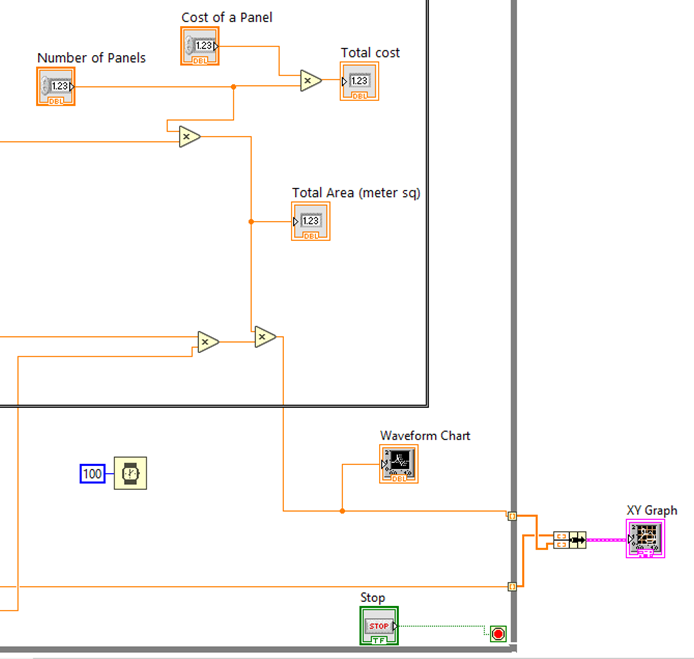 Cost of a Panel
1.23
DBL
Number of Panels
1.23
DBL
Total cost
1.23
DBL
Total Area (meter sq)
1.23
DBL
100
Waveform Chart
DBL
XY Graph
Stop
STOP
TF